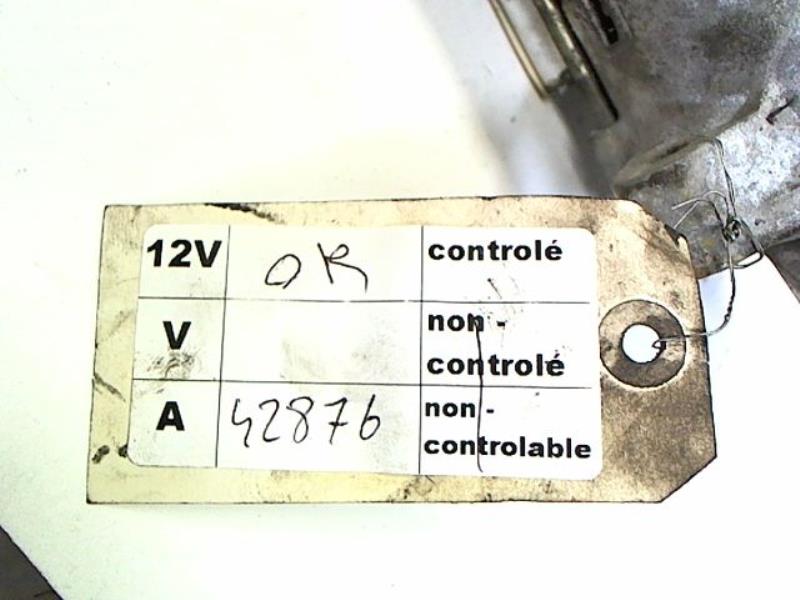 12V OK controlé
V non -
controlé
A 42876 non -
controlable